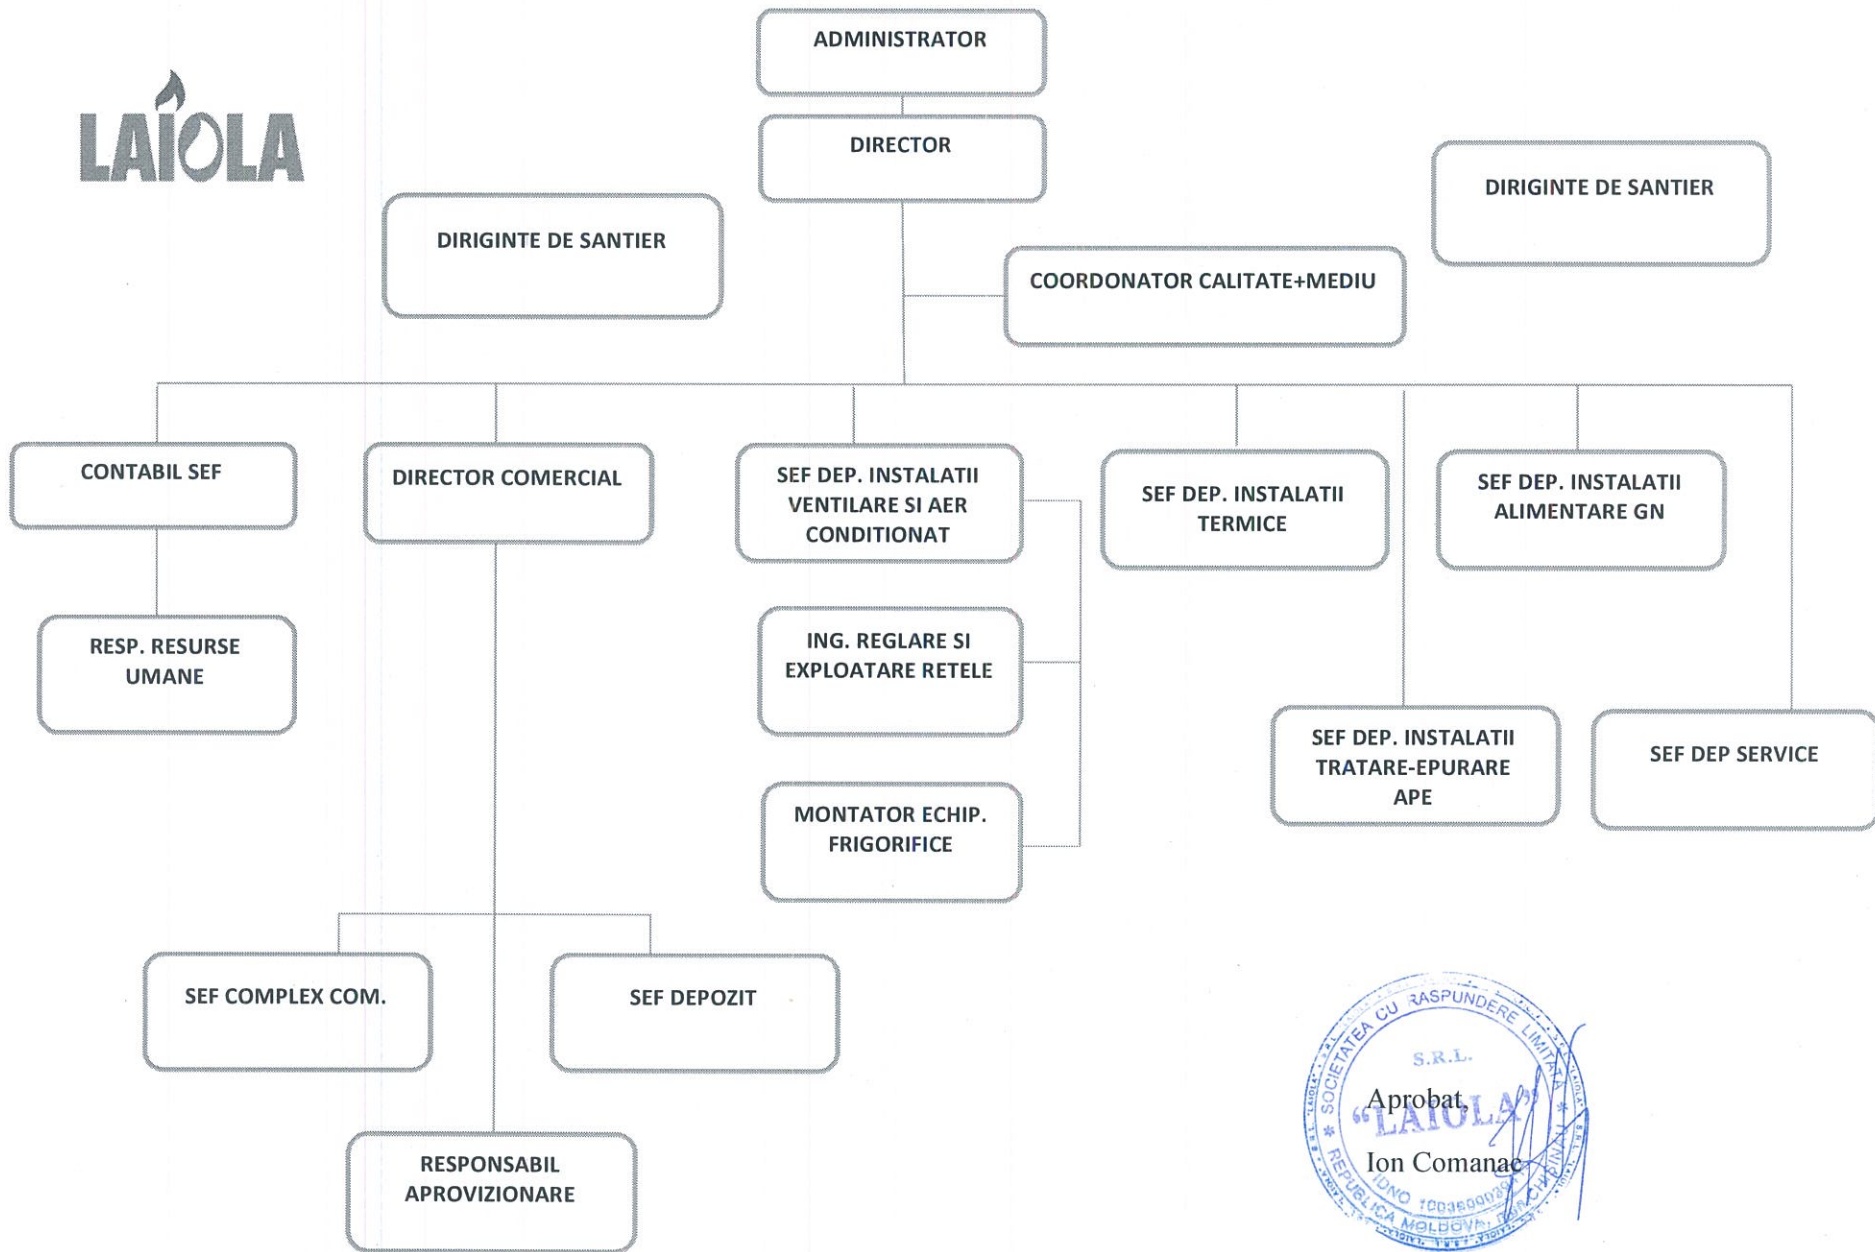 ADMINISTRATOR
LAIOLA
DIRECTOR
DIRIGINTE DE SANTIER
DIRIGINTE DE SANTIER
COORDONATOR CALITATE+MEDIU
CONTABIL SEF
DIRECTOR COMERCIAL
SEF DEP. INSTALATII
VENTILARE SI AER
CONDITIONAT
SEF DEP. INSTALATII
TERMICE
SEF DEP. INSTALATII
ALIMENTARE GN
RESP. RESURSE
UMANE
ING. REGLARE SI
EXPLOATARE RETELE
SEF DEP. INSTALATII
TRATARE-EPURARE
APE
SEF DEP SERVICE
MONTATOR ECHIP.
FRIGORIFICE
SEF COMPLEX COM.
SEF DEPOZIT
RESPONSABIL
APROVIZIONARE
SOCIETATEA CU RASPUNDERE LIMITATA
S.R.L.
Aprobat,
"LAIOLA"
Ion Comanac
IDNO
REPUBLICA MOLDOVA,